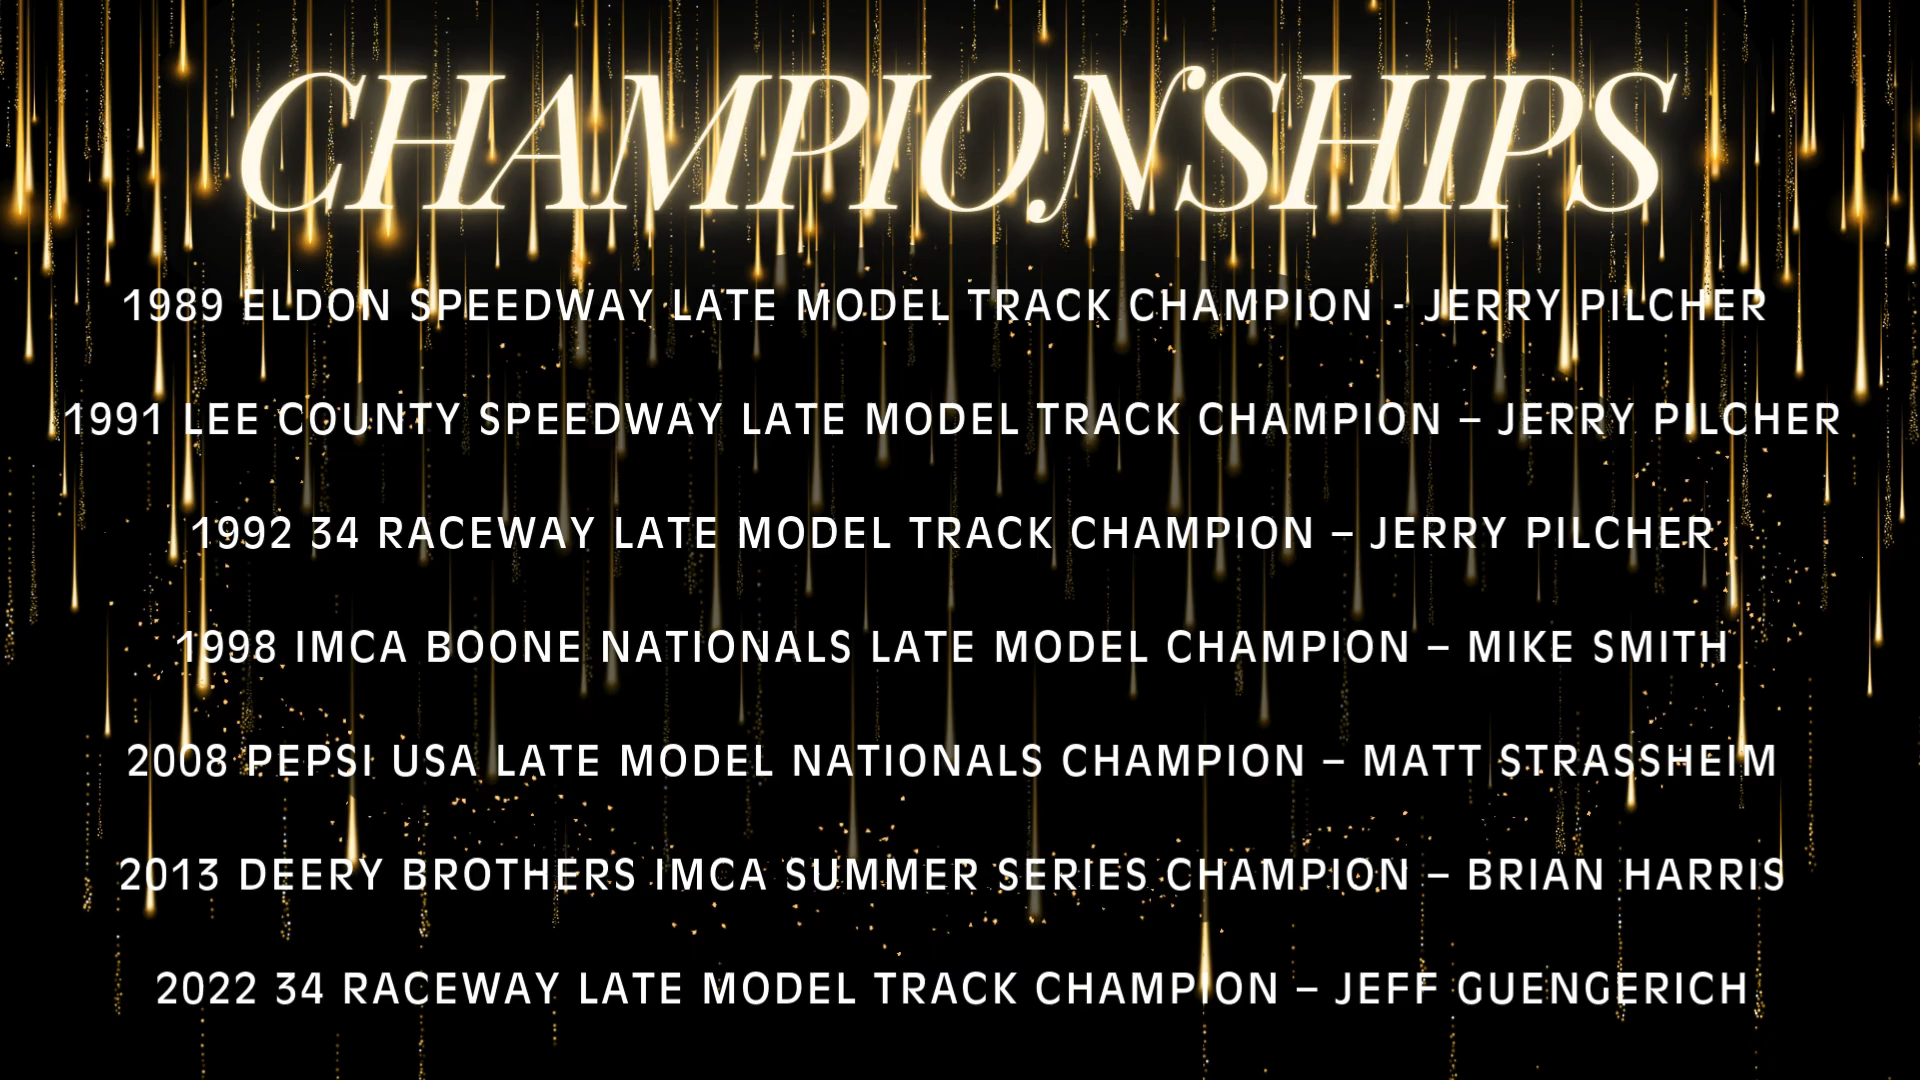 CHAMPIONSHIPS
1989 ELDON SPEEDWAY LATE MODEL TRACK CHAMPION - JERRY PILCHER
1991 LEE COUNTY SPEEDWAY LATE MODEL TRACK CHAMPION – JERRY PILCHER
1992 34 RACEWAY LATE MODEL TRACK CHAMPION – JERRY PILCHER
1998 IMCA BOONE NATIONALS LATE MODEL CHAMPION – MIKE SMITH
2008 PEPSI USA LATE MODEL NATIONALS CHAMPION – MATT STRASSHEIM
2013 DEERY BROTHERS IMCA SUMMER SERIES CHAMPION – BRIAN HARRIS
2022 34 RACEWAY LATE MODEL TRACK CHAMPION – JEFF GUENGERICH